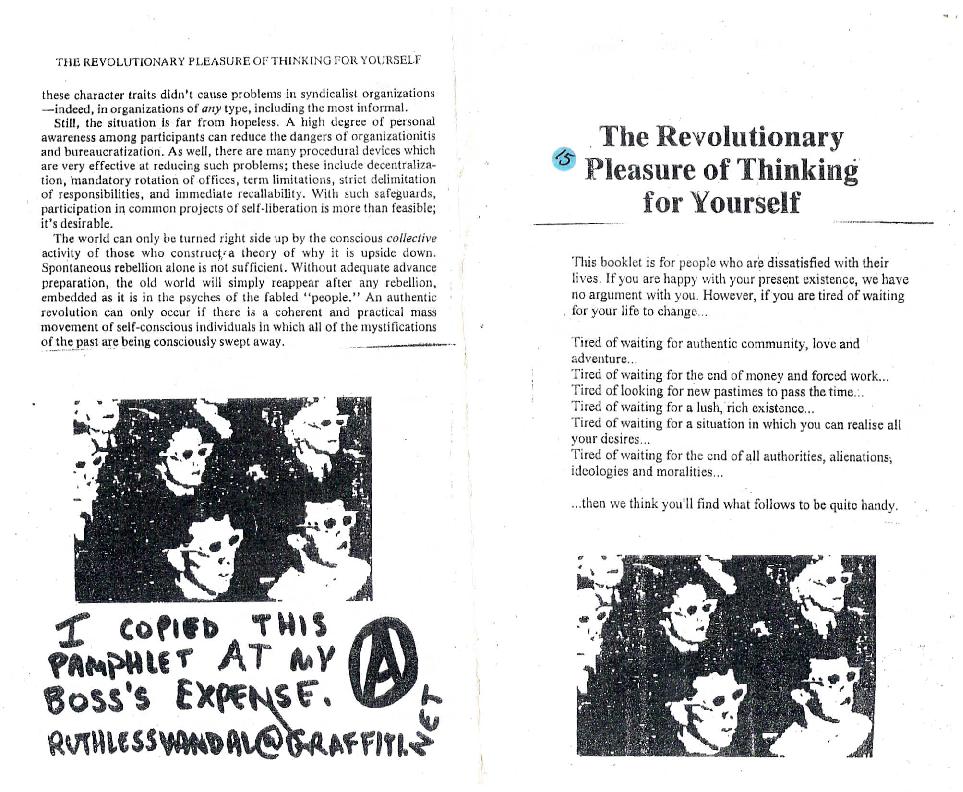 THE REVOLUTIONARY PLEASURE OF THINKING FOR YOURSELF
these character traits didn't cause problems in syndicalist organizations
—indeed, in organizations of any type, including the most informal.
Still, the situation is far from hopeless. A high degree of personal
awareness among participants can reduce the dangers of organizationitis
and bureaucratization. As well, there are many procedural devices which
are very effective at reducing such problems; these include decentraliza-
tion, mandatory rotation of offices, term limitations, strict delimitation
of responsibilities, and immediate recallability. With such safeguards,
participation in common projects of self-liberation is more than feasible;
it's desirable.
The world can only be turned right side up by the conscious collective
activity of those who construct a theory of why it is upside down.
Spontaneous rebellion alone is not sufficient. Without adequate advance
preparation, the old world will simply reappear after any rebellion,
embedded as it is in the psyches of the fabled "people." An authentic
revolution can only occur if there is a coherent and practical mass
movement of self-conscious individuals in which all of the mystifications
of the past are being consciously swept away.
I COPIED THIS
PAMPHLET AT MY
BOSS'S EXPENSE.
RUTHLESSVANDAL@GRAFFITI.NET
A
15
The Revolutionary
Pleasure of Thinking
for Yourself
This booklet is for people who are dissatisfied with their
lives. If you are happy with your present existence, we have
no argument with you. However, if you are tired of waiting
for your life to change...
Tired of waiting for authentic community, love and
adventure...
Tired of waiting for the end of money and forced work...
Tired of looking for new pastimes to pass the time...
Tired of waiting for a lush, rich existence...
Tired of waiting for a situation in which you can realise all
your desires...
Tired of waiting for the end of all authorities, alienations,
ideologies and moralities...
...then we think you'll find what follows to be quite handy.